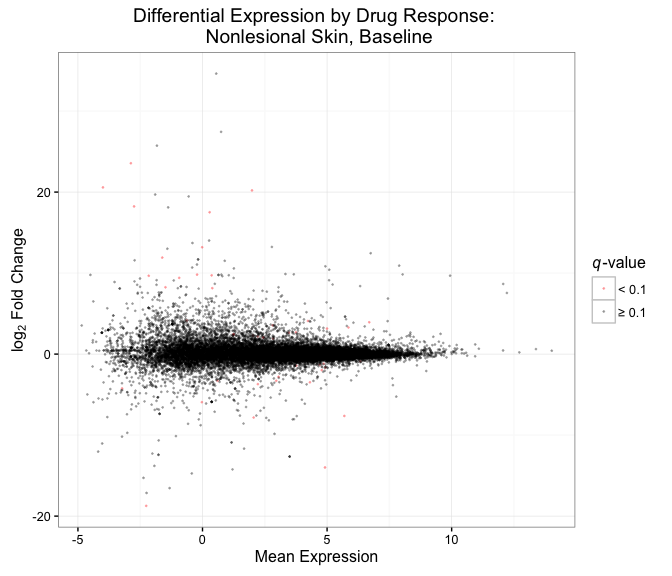 Differential Expression by Drug Response:
Nonlesional Skin, Baseline
log2 Fold Change
20
0
-20
-5
0
5
10
Mean Expression
q-value
< 0.1
≥ 0.1